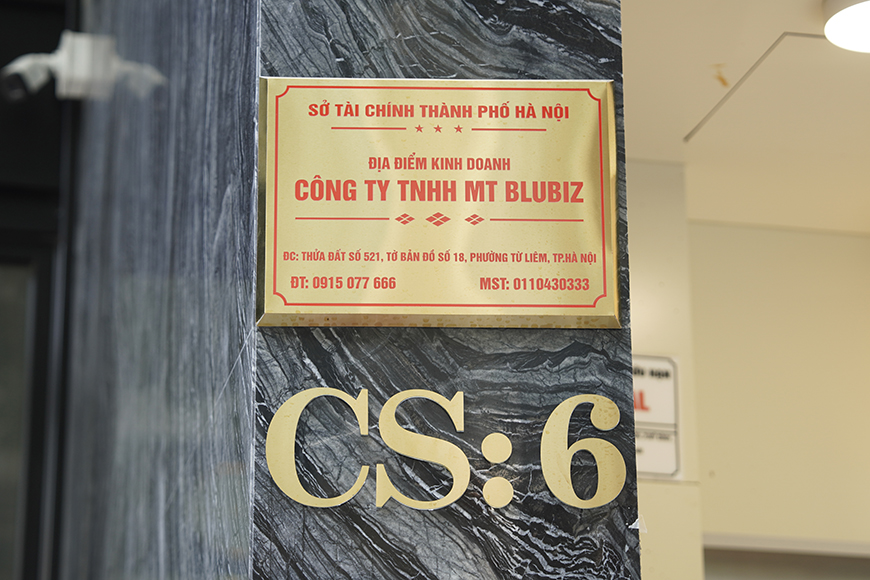 SỞ TÀI CHÍNH THÀNH PHỐ HÀ NỘI
ĐỊA ĐIỂM KINH DOANH
CÔNG TY TNHH MT BLUBIZ
ĐC: THỬA ĐẤT SỐ 521, TỜ BẢN ĐỒ SỐ 18, PHƯỜNG TỪ LIÊM, TP.HÀ NỘI
ĐT: 0915 077 666 MST: 0110430333
CS: 6